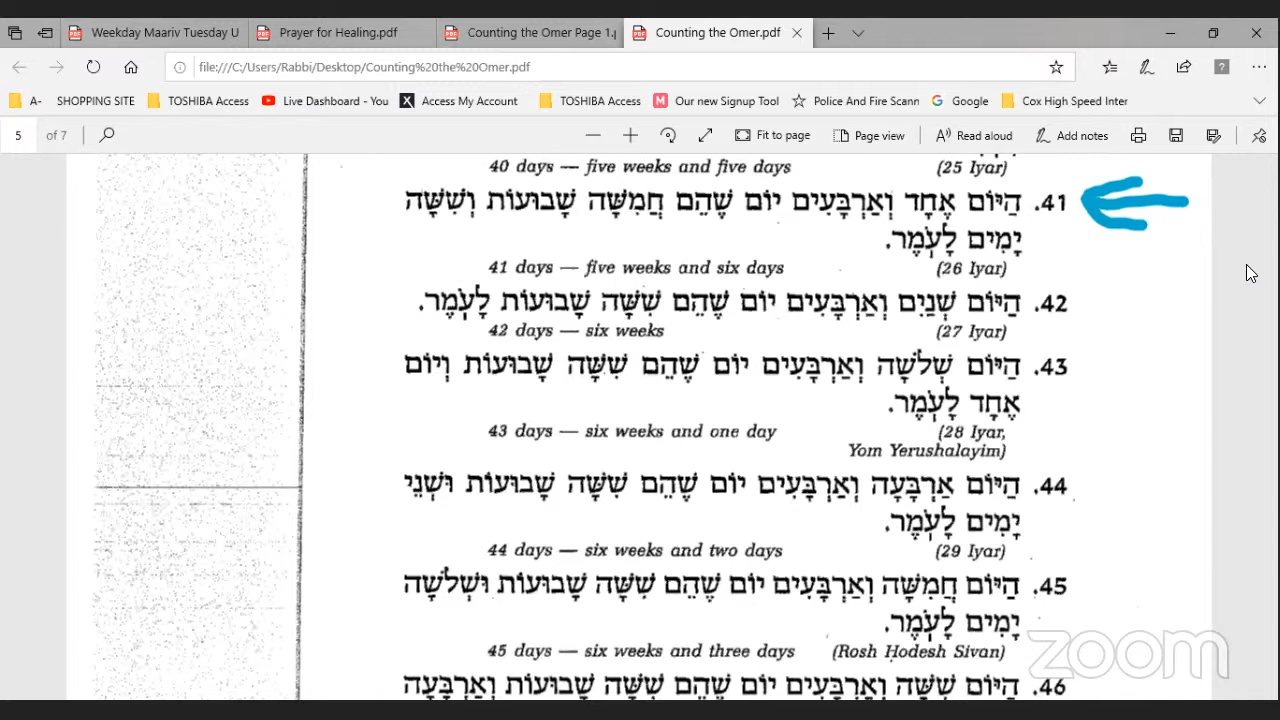 Weekday Maariv Tuesday U
Prayer for Healing.pdf
Counting the Omer Page 1.p
Counting the Omer.pdf
file:///C:/Users/Rabbi/Desktop/Counting%20the%20Omer.pdf
A- SHOPPING SITE
TOSHIBA Access
Live Dashboard - You
Access My Account
TOSHIBA Access
Our new Signup Tool
Police And Fire Scann
Google
Cox High Speed Inter
5 of 7
Fit to page
Page view
Read aloud
Add notes
40 days — five weeks and five days (25 Iyar)
41. הַיּוֹם אֶחָד וְאַרְבָּעִים יוֹם שֶׁהֵם חֲמִשָּׁה שָׁבוּעוֹת וְשִׁשָּׁה
יָמִים לָעֹֽמֶר.
41 days — five weeks and six days (26 Iyar)
42. הַיּוֹם שְׁנַֽיִם וְאַרְבָּעִים יוֹם שֶׁהֵם שִׁשָּׁה שָׁבוּעוֹת לָעֹֽמֶר.
42 days — six weeks (27 Iyar)
43. הַיּוֹם שְׁלֹשָׁה וְאַרְבָּעִים יוֹם שֶׁהֵם שִׁשָּׁה שָׁבוּעוֹת וְיוֹם
אֶחָד לָעֹֽמֶר.
43 days — six weeks and one day (28 Iyar,
Yom Yerushalayim)
44. הַיּוֹם אַרְבָּעָה וְאַרְבָּעִים יוֹם שֶׁהֵם שִׁשָּׁה שָׁבוּעוֹת וּשְׁנֵי
יָמִים לָעֹֽמֶר.
44 days — six weeks and two days (29 Iyar)
45. הַיּוֹם חֲמִשָּׁה וְאַרְבָּעִים יוֹם שֶׁהֵם שִׁשָּׁה שָׁבוּעוֹת וּשְׁלֹשָׁה
יָמִים לָעֹֽמֶר.
45 days — six weeks and three days (Rosh Ḥodesh Sivan)
46. הַיּוֹם שִׁשָּׁה וְאַרְבָּעִים יוֹם שֶׁהֵם שִׁשָּׁה שָׁבוּעוֹת וְאַרְבָּעָה
zoom